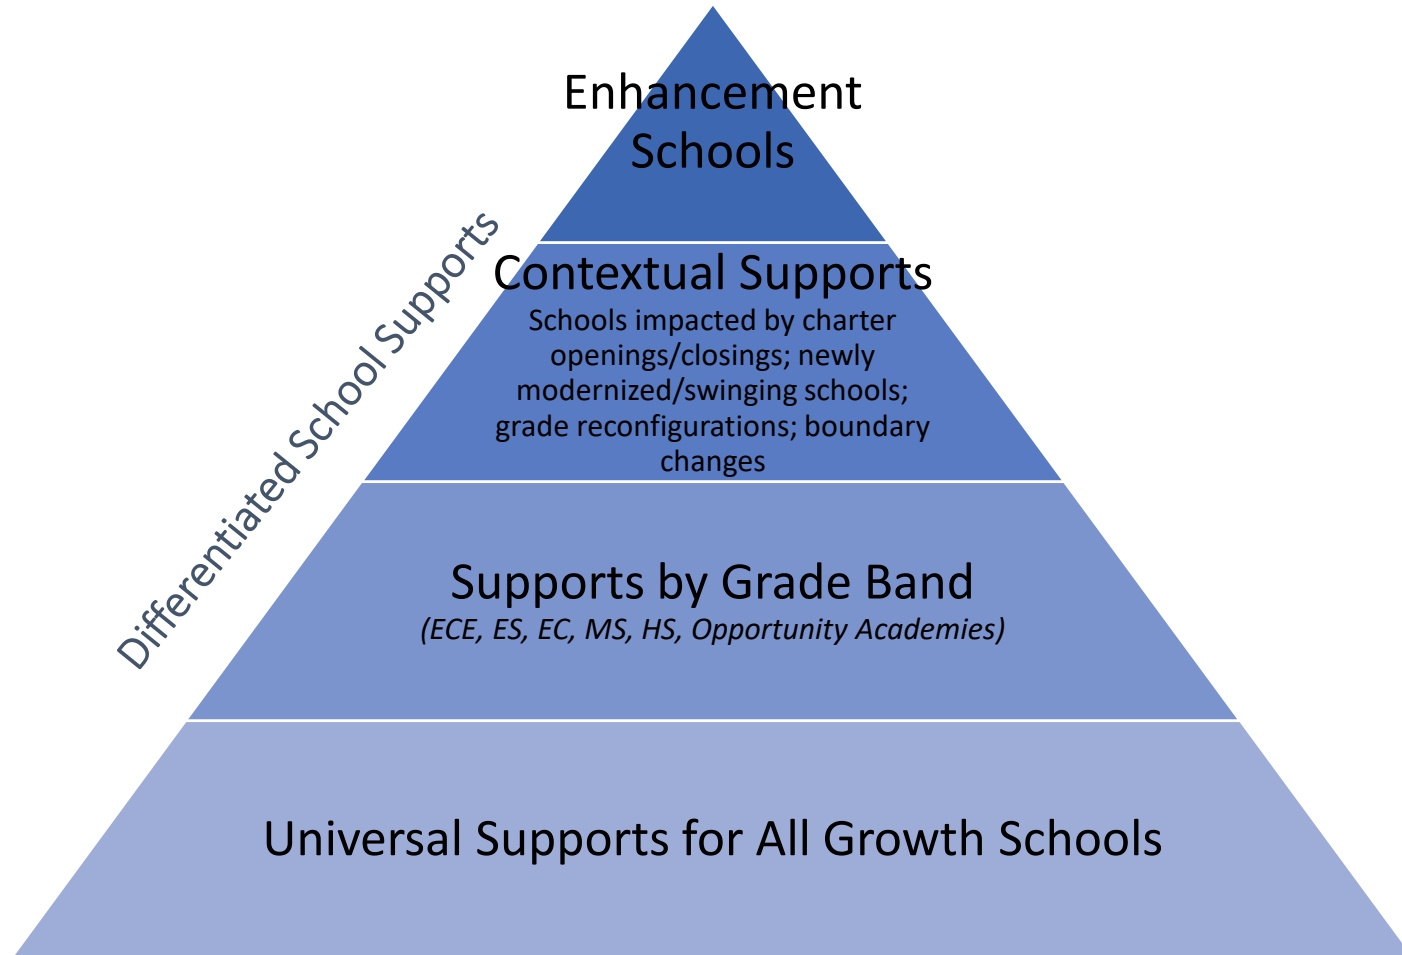 Enhancement
Schools
Differentiated School Supports
Contextual Supports
Schools impacted by charter
openings/closings; newly
modernized/swinging schools;
grade reconfigurations; boundary
changes
Supports by Grade Band
(ECE, ES, EC, MS, HS, Opportunity Academies)
Universal Supports for All Growth Schools